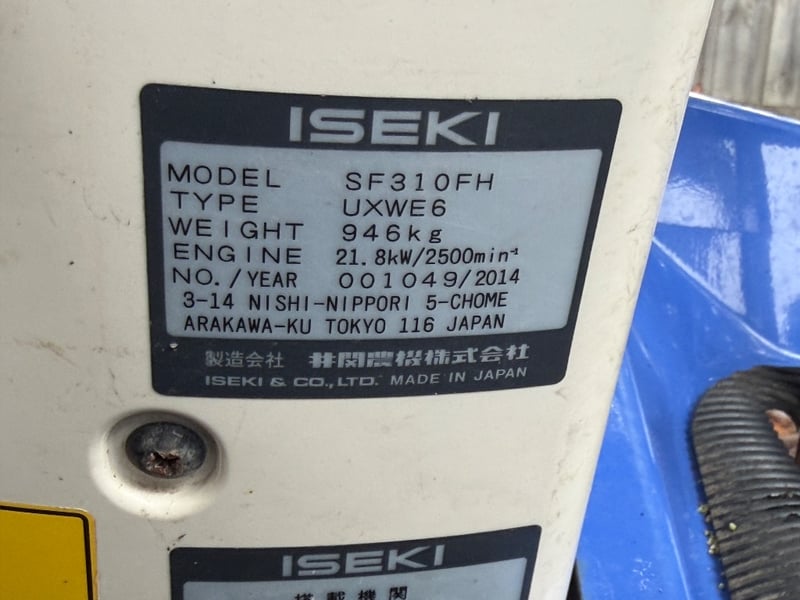 ISEKI
MODEL SF310FH
TYPE UXWE6
WEIGHT 946kg
ENGINE 21.8kW/2500min⁻¹
NO./YEAR 001049/2014
3-14 NISHI-NIPPORI 5-CHOME
ARAKAWA-KU TOKYO 116 JAPAN
製造会社 井関農機株式会社
ISEKI & CO.,LTD. MADE IN JAPAN
ISEKI
搭載機関